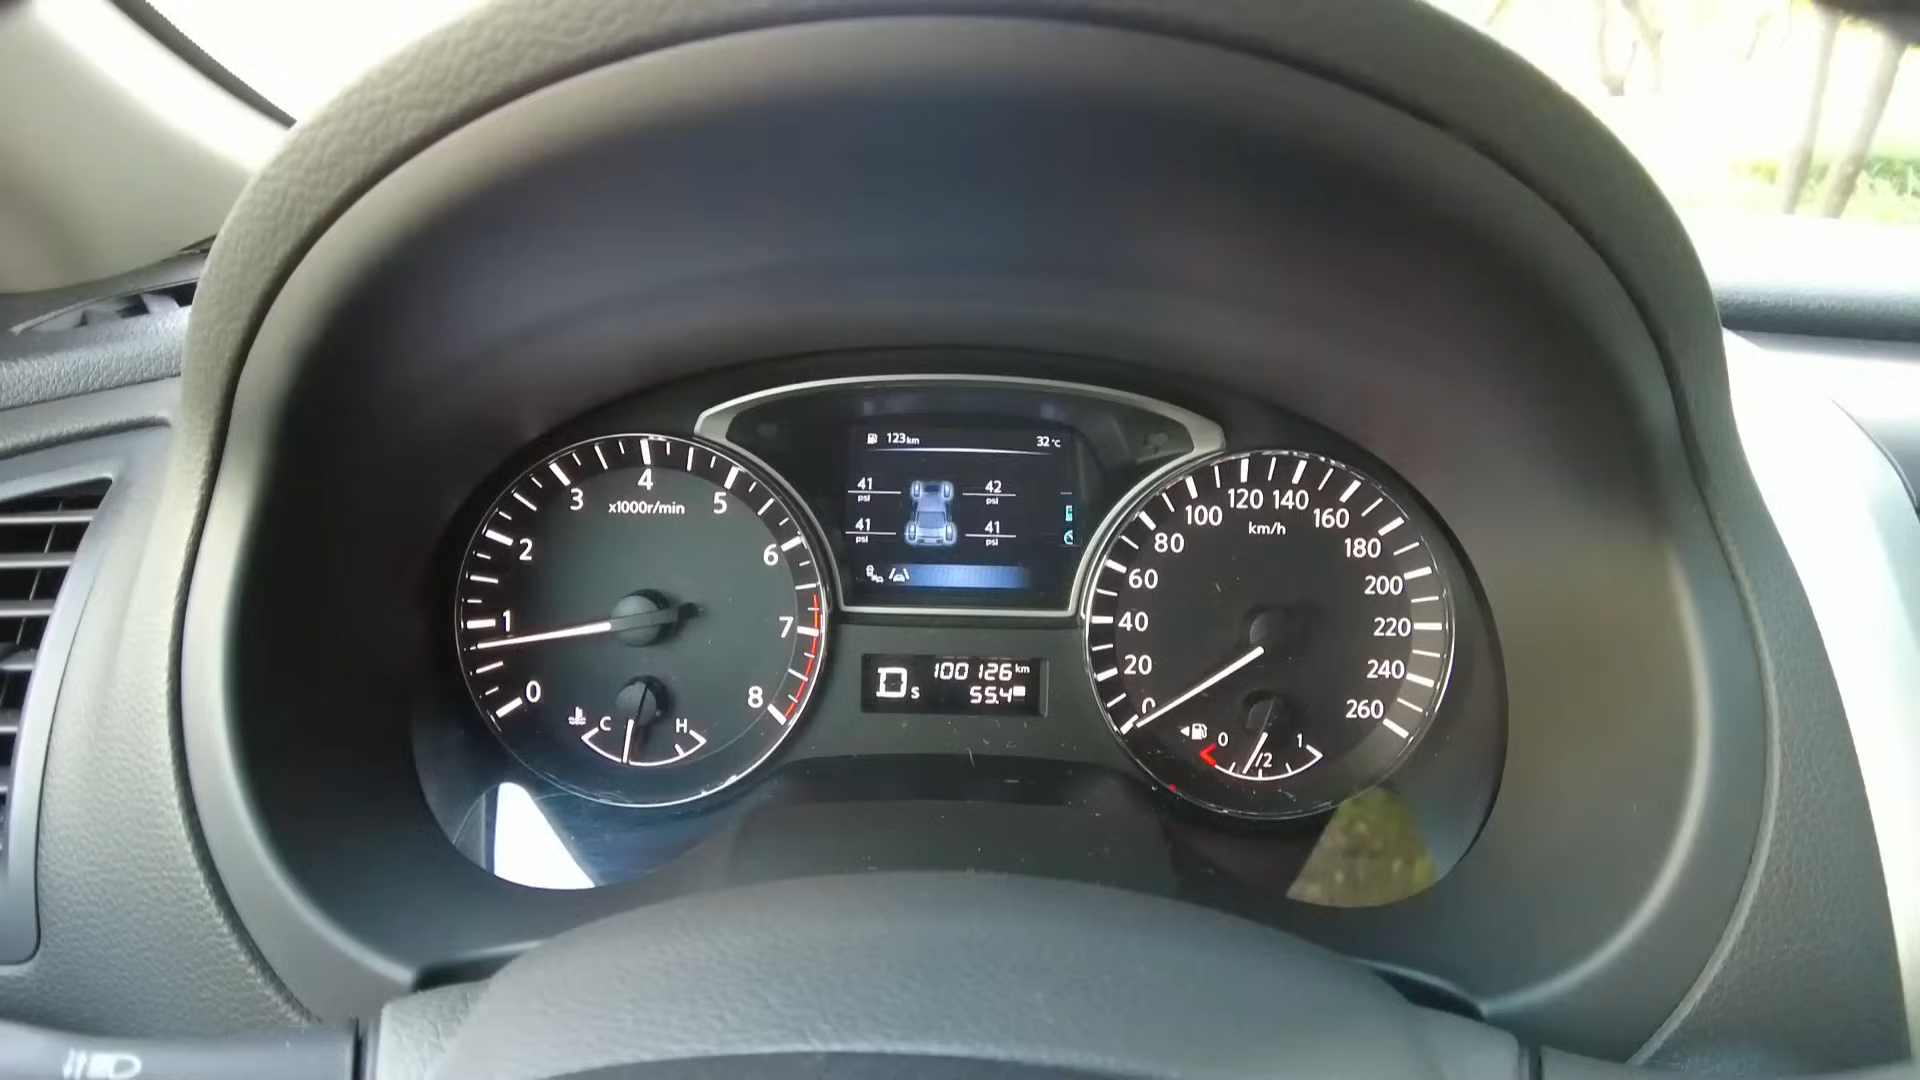 123km 32°C
41 psi 42 psi
41 psi 41 psi
0 1 2 3 4 5 6 7 8
x1000r/min
C H
D S 100126km
55.4
0 20 40 60 80 100 120 140 160 180 200 220 240 260
km/h
0 1/2 1